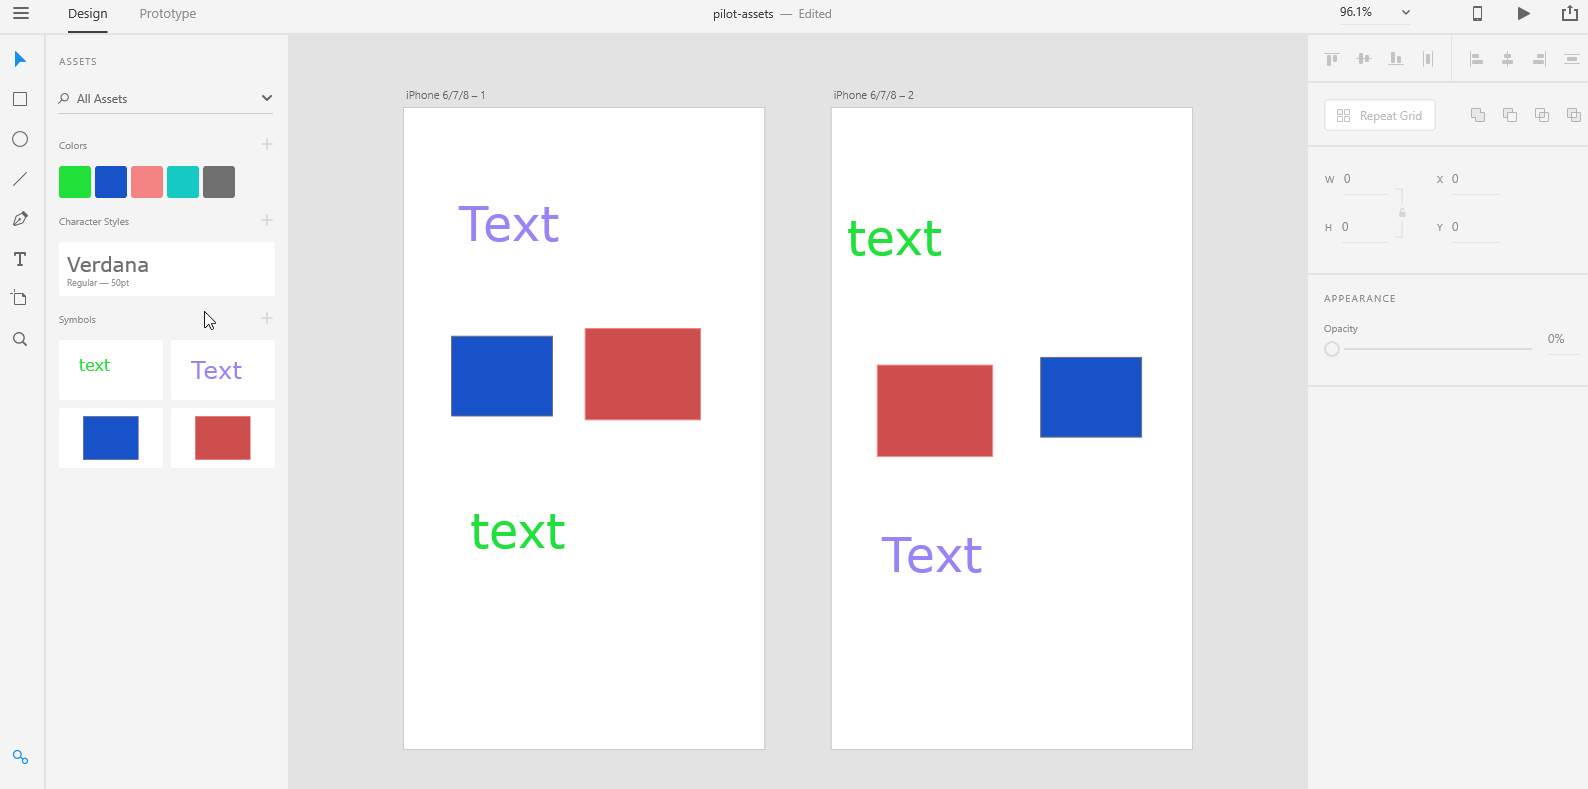 Design Prototype pilot-assets — Edited 96.1%
ASSETS
All Assets
Colors
Character Styles
Verdana
Regular — 50pt
Symbols
text Text
iPhone 6/7/8 – 1
Text
text
iPhone 6/7/8 – 2
text
Text
Repeat Grid
W 0 X 0
H 0 Y 0
APPEARANCE
Opacity
0%